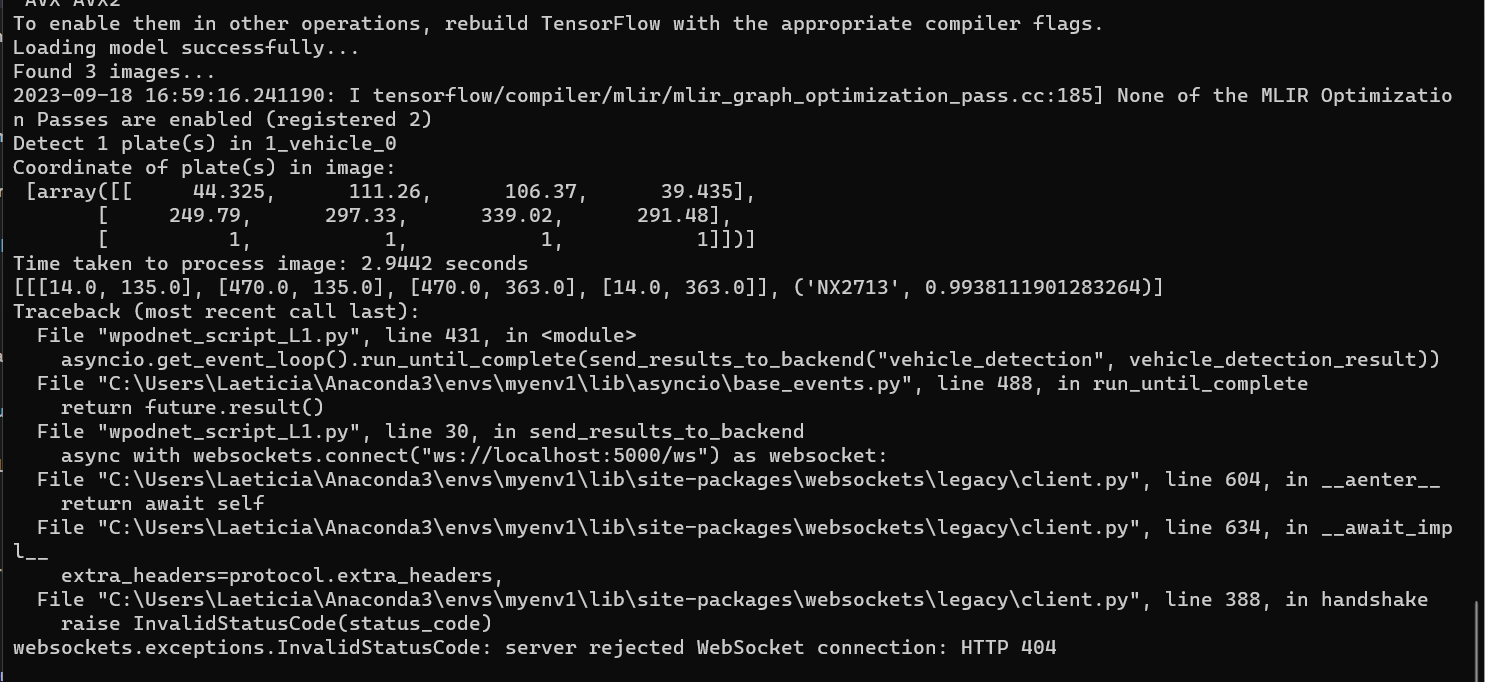 AVX AVX2
To enable them in other operations, rebuild TensorFlow with the appropriate compiler flags.
Loading model successfully...
Found 3 images...
2023-09-18 16:59:16.241190: I tensorflow/compiler/mlir/mlir_graph_optimization_pass.cc:185] None of the MLIR Optimizatio
n Passes are enabled (registered 2)
Detect 1 plate(s) in 1_vehicle_0
Coordinate of plate(s) in image:
 [array([[     44.325,      111.26,      106.37,      39.435],
       [     249.79,      297.33,      339.02,      291.48],
       [          1,           1,           1,           1]])]
Time taken to process image: 2.9442 seconds
[[[14.0, 135.0], [470.0, 135.0], [470.0, 363.0], [14.0, 363.0]], ('NX2713', 0.9938111901283264)]
Traceback (most recent call last):
  File "wpodnet_script_L1.py", line 431, in <module>
    asyncio.get_event_loop().run_until_complete(send_results_to_backend("vehicle_detection", vehicle_detection_result))
  File "C:\Users\Laeticia\Anaconda3\envs\myenv1\lib\asyncio\base_events.py", line 488, in run_until_complete
    return future.result()
  File "wpodnet_script_L1.py", line 30, in send_results_to_backend
    async with websockets.connect("ws://localhost:5000/ws") as websocket:
  File "C:\Users\Laeticia\Anaconda3\envs\myenv1\lib\site-packages\websockets\legacy\client.py", line 604, in __aenter__
    return await self
  File "C:\Users\Laeticia\Anaconda3\envs\myenv1\lib\site-packages\websockets\legacy\client.py", line 634, in __await_imp
l__
    extra_headers=protocol.extra_headers,
  File "C:\Users\Laeticia\Anaconda3\envs\myenv1\lib\site-packages\websockets\legacy\client.py", line 388, in handshake
    raise InvalidStatusCode(status_code)
websockets.exceptions.InvalidStatusCode: server rejected WebSocket connection: HTTP 404